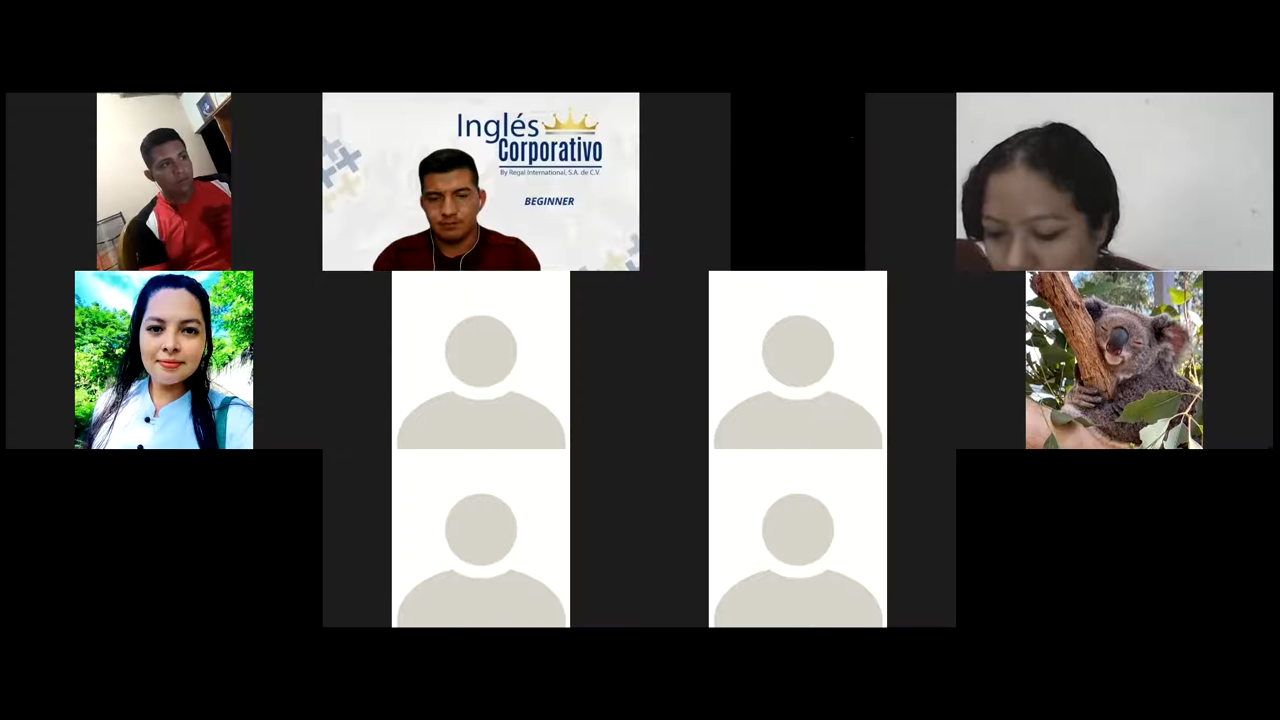 Inglés
Corporativo
By Regal International, S.A. de C.V.
BEGINNER